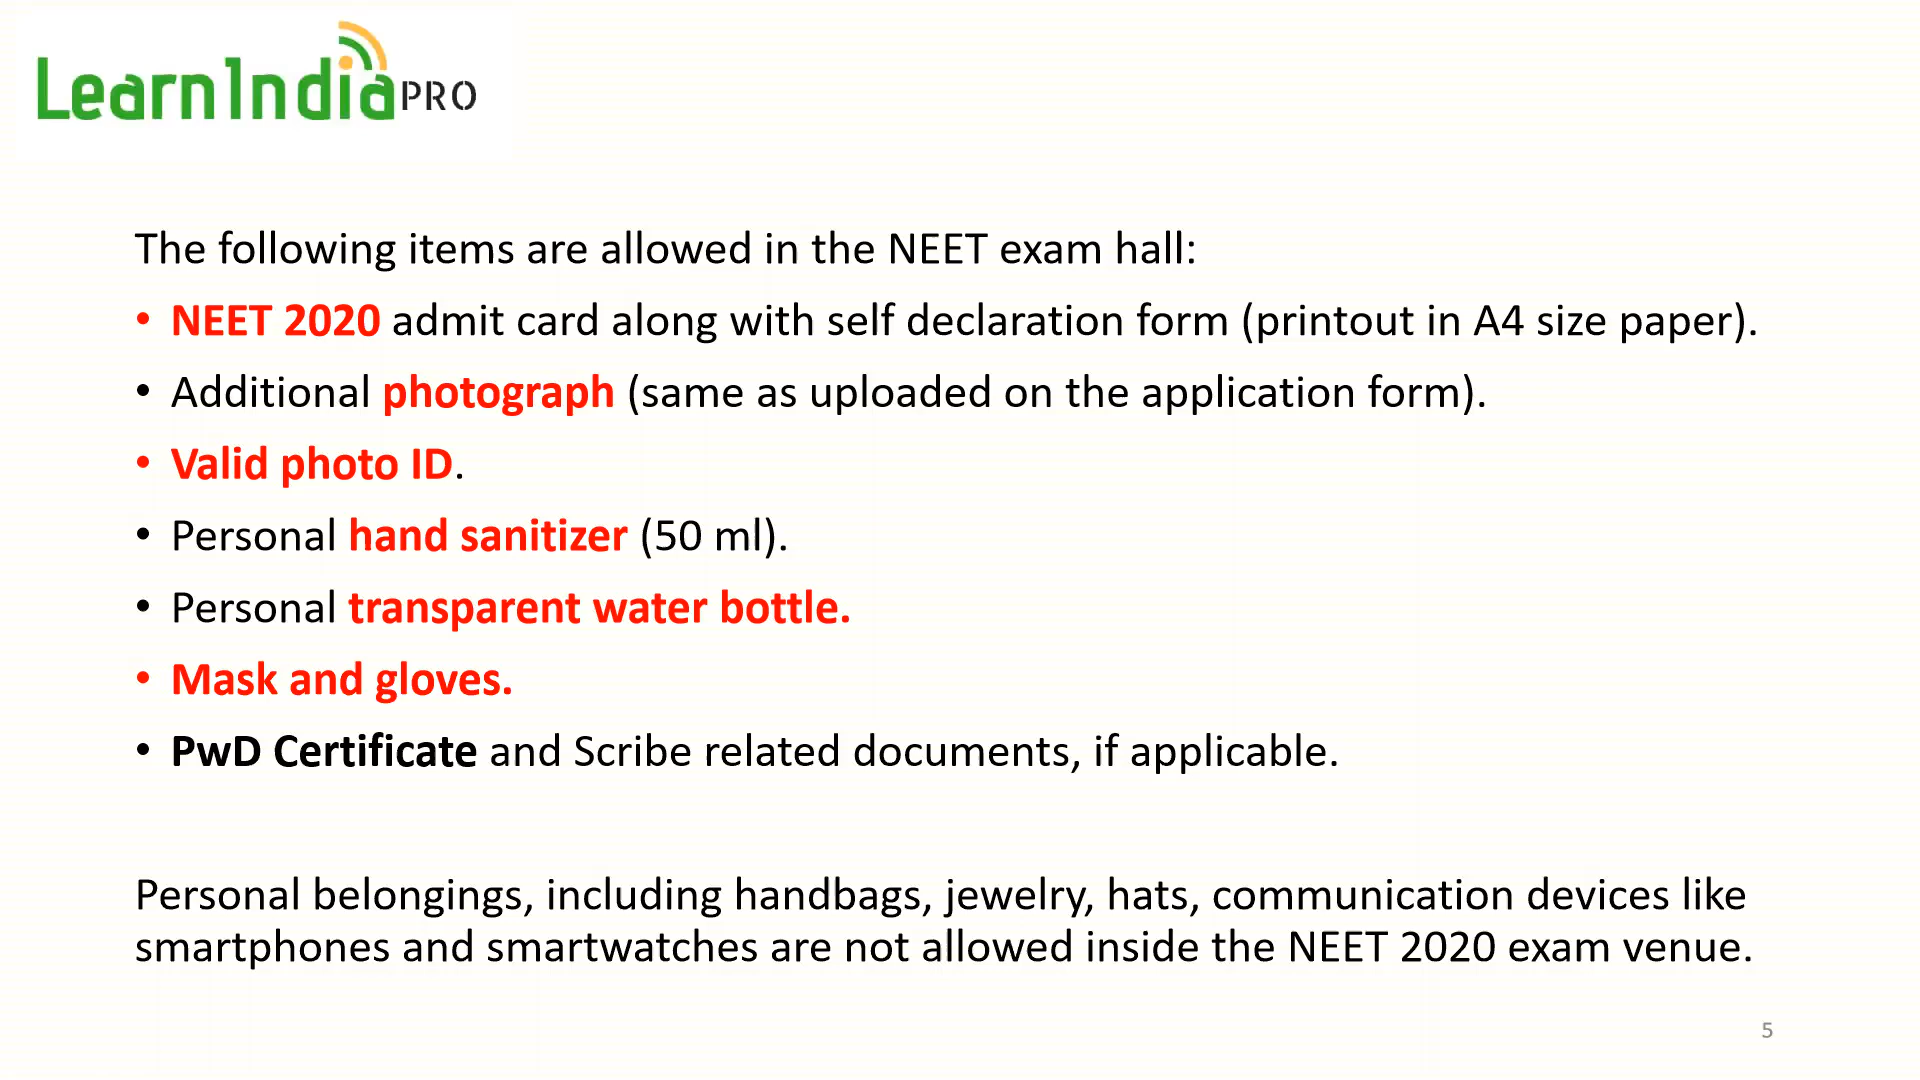 LearnIndia PRO
The following items are allowed in the NEET exam hall:
• NEET 2020 admit card along with self declaration form (printout in A4 size paper).
• Additional photograph (same as uploaded on the application form).
• Valid photo ID.
• Personal hand sanitizer (50 ml).
• Personal transparent water bottle.
• Mask and gloves.
• PwD Certificate and Scribe related documents, if applicable.
Personal belongings, including handbags, jewelry, hats, communication devices like
smartphones and smartwatches are not allowed inside the NEET 2020 exam venue.
5